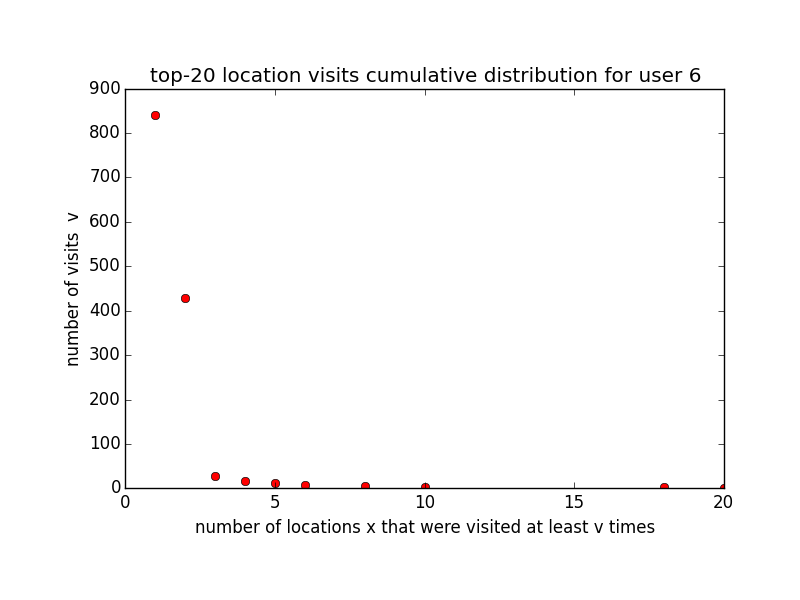 top-20 location visits cumulative distribution for user 6
900
800
700
600
500
400
300
200
100
0
number of visits  v
0 5 10 15 20
number of locations x that were visited at least v times